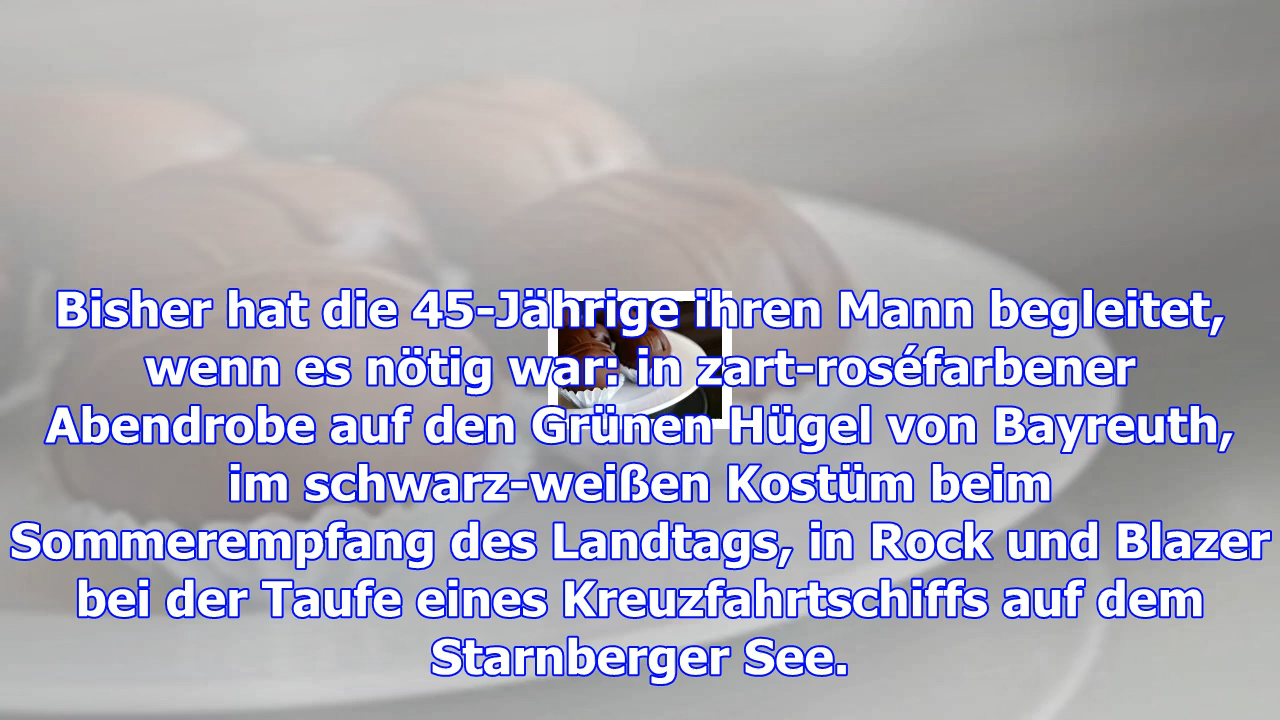 Bisher hat die 45-Jährige ihren Mann begleitet,
wenn es nötig war: in zart-roséfarbener
Abendrobe auf den Grünen Hügel von Bayreuth,
im schwarz-weißen Kostüm beim
Sommerempfang des Landtags, in Rock und Blazer
bei der Taufe eines Kreuzfahrtschiffs auf dem
Starnberger See.